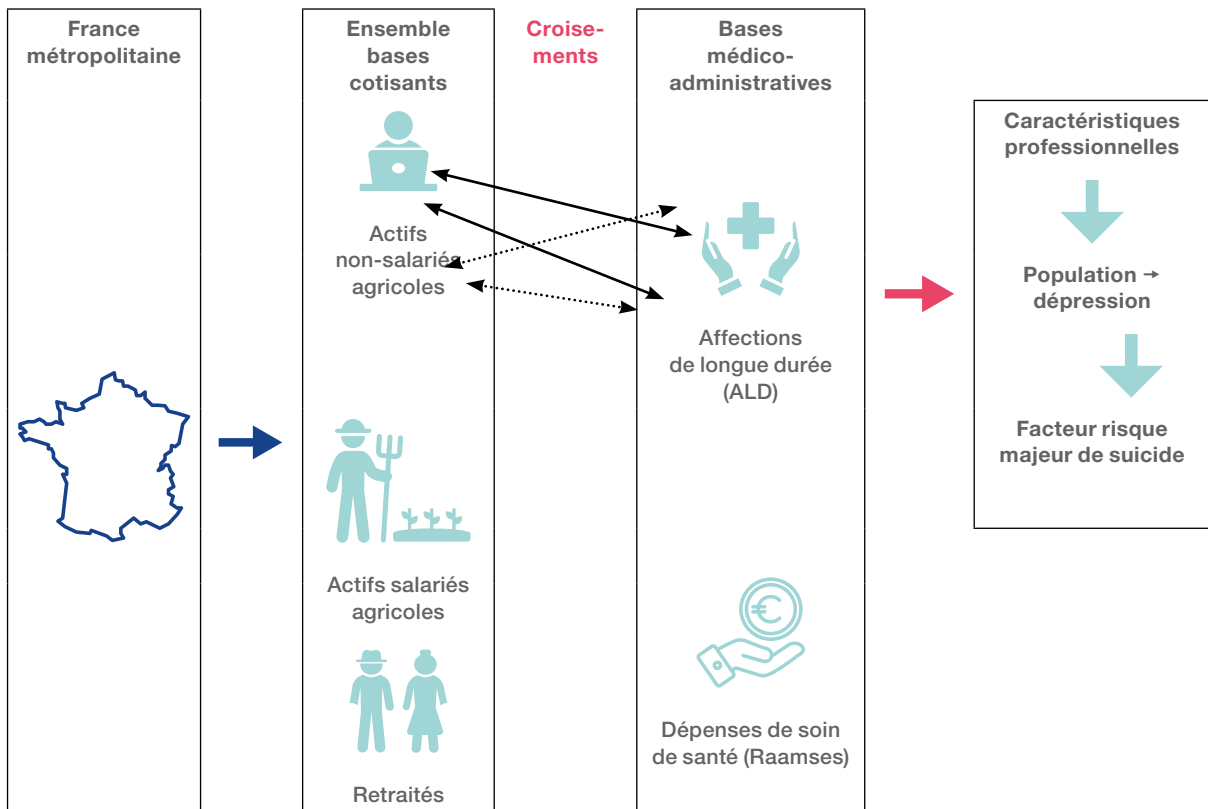 France
métropolitaine
Ensemble
bases
cotisants
Actifs
non-salariés
agricoles
Actifs salariés
agricoles
Retraités
Croise-
ments
Bases
médico-
administratives
Affections
de longue durée
(ALD)
Dépenses de soin
de santé (Raamses)
Caractéristiques
professionnelles
Population →
dépression
Facteur risque
majeur de suicide